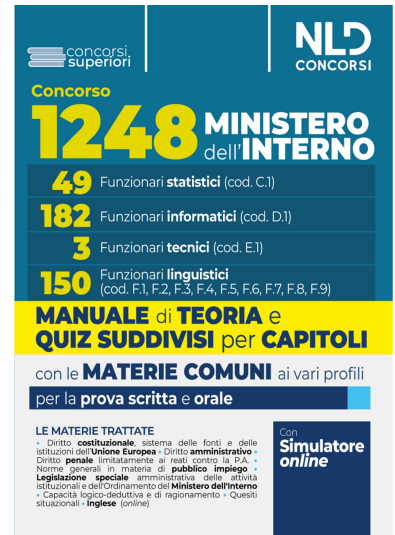 concorsi
superiori
NLD
CONCORSI
Concorso
1248 MINISTERO
dell'INTERNO
49 Funzionari statistici (cod. C.1)
182 Funzionari informatici (cod. D.1)
3 Funzionari tecnici (cod. E.1)
150 Funzionari linguistici
(cod. F.1, F.2, F.3, F.4, F.5, F.6, F.7, F.8, F.9)
MANUALE di TEORIA e
QUIZ SUDDIVISI per CAPITOLI
con le MATERIE COMUNI ai vari profili
per la prova scritta e orale
LE MATERIE TRATTATE
• Diritto costituzionale, sistema delle fonti e delle
istituzioni dell'Unione Europea • Diritto amministrativo •
Diritto penale limitatamente ai reati contro la P.A. •
Norme generali in materia di pubblico impiego •
Legislazione speciale amministrativa delle attività
istituzionali e dell'Ordinamento del Ministero dell'Interno
• Capacità logico-deduttiva e di ragionamento • Quesiti
situazionali • Inglese (online)
Con
Simulatore
online